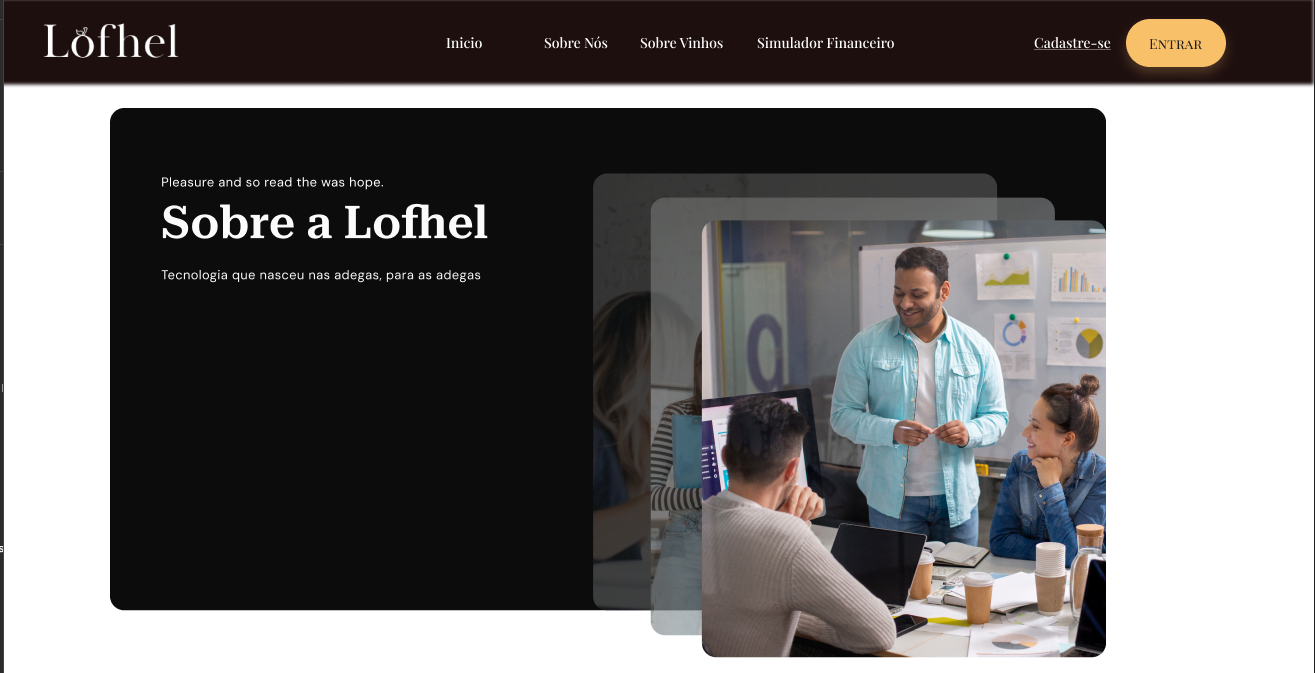 Lofhel
Inicio
Sobre Nós
Sobre Vinhos
Simulador Financeiro
Cadastre-se
Entrar
Pleasure and so read the was hope.
Sobre a Lofhel
Tecnologia que nasceu nas adegas, para as adegas